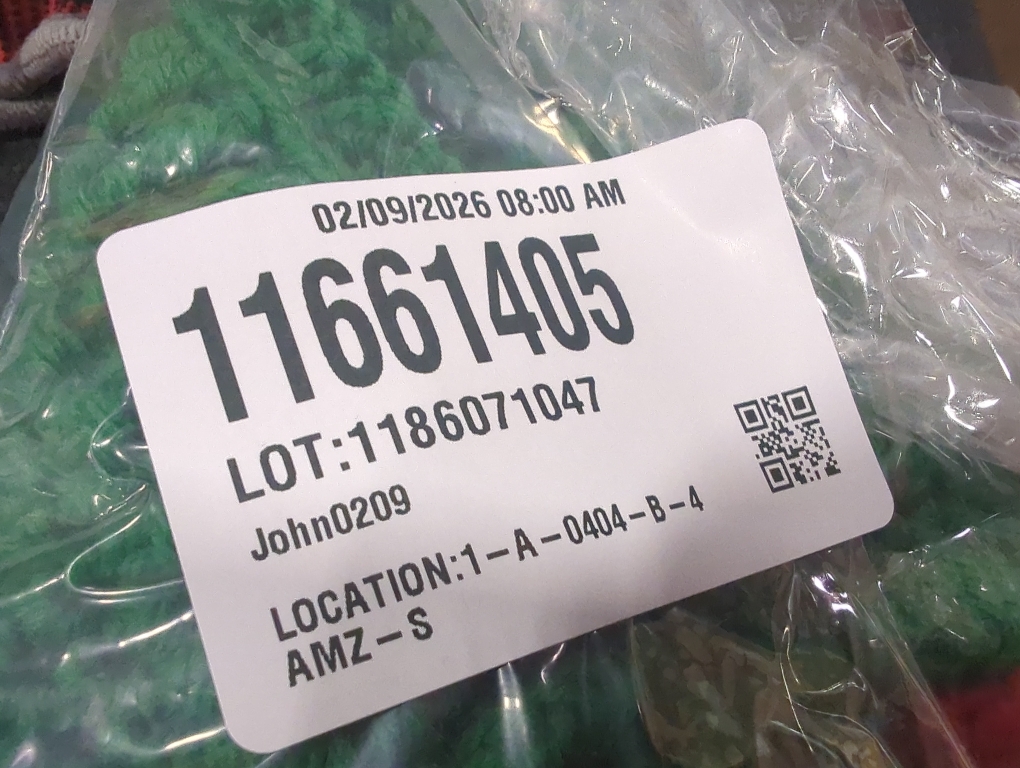 02/09/2026 08:00 AM
11661405
LOT:1186071047
John0209
LOCATION:1-A-0404-B-4
AMZ-S